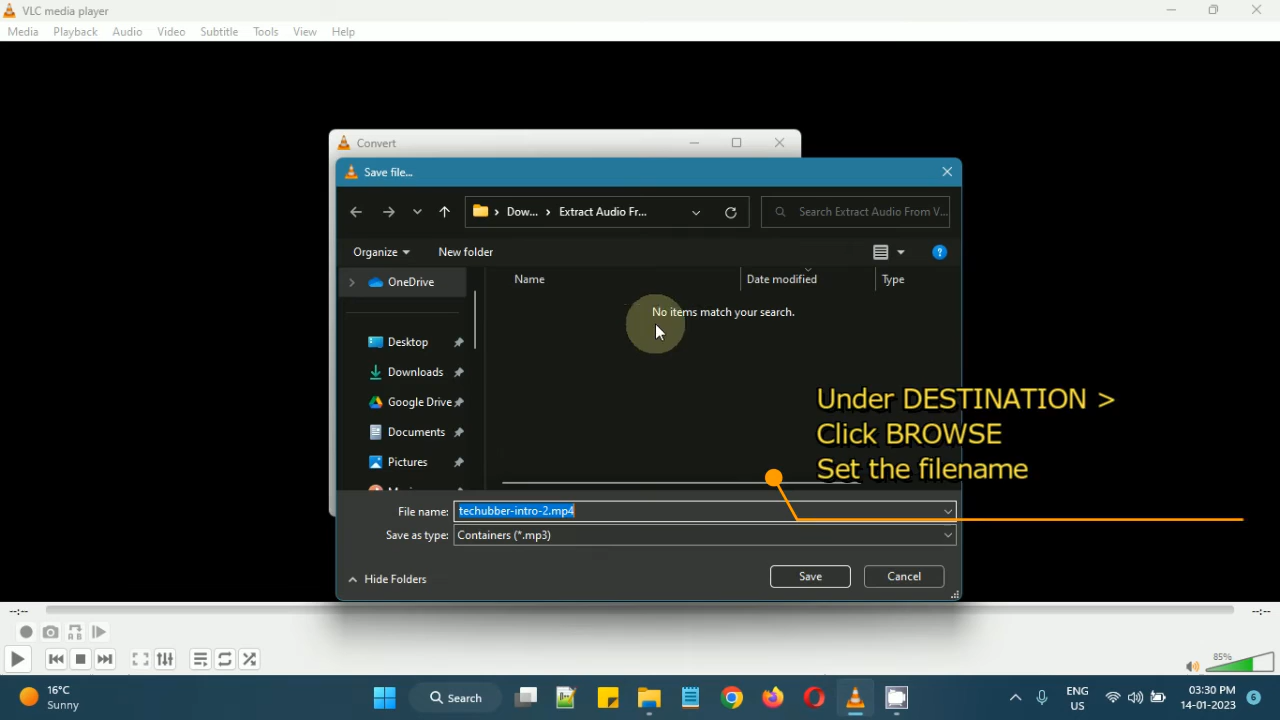 VLC media player
Media Playback Audio Video Subtitle Tools View Help
Convert
Save file...
Dow... › Extract Audio Fr...
Search Extract Audio From V...
Organize New folder
OneDrive
Name Date modified Type
No items match your search.
Desktop
Downloads
Google Drive
Documents
Pictures
Under DESTINATION >
Click BROWSE
Set the filename
File name: techubber-intro-2.mp4
Save as type: Containers (*.mp3)
Hide Folders
Save Cancel
--:-- --:--
85%
16°C
Sunny
Search
ENG
US
03:30 PM
14-01-2023
6